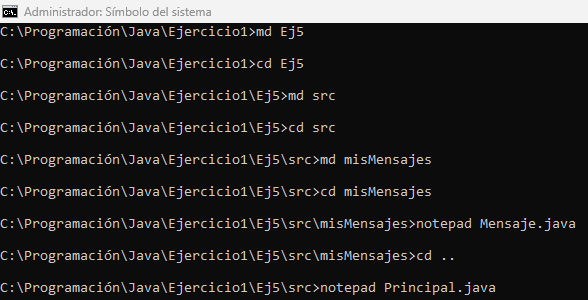 Administrador: Símbolo del sistema
C:\Programación\Java\Ejercicio1>md Ej5
C:\Programación\Java\Ejercicio1>cd Ej5
C:\Programación\Java\Ejercicio1\Ej5>md src
C:\Programación\Java\Ejercicio1\Ej5>cd src
C:\Programación\Java\Ejercicio1\Ej5\src>md misMensajes
C:\Programación\Java\Ejercicio1\Ej5\src>cd misMensajes
C:\Programación\Java\Ejercicio1\Ej5\src\misMensajes>notepad Mensaje.java
C:\Programación\Java\Ejercicio1\Ej5\src\misMensajes>cd ..
C:\Programación\Java\Ejercicio1\Ej5\src>notepad Principal.java